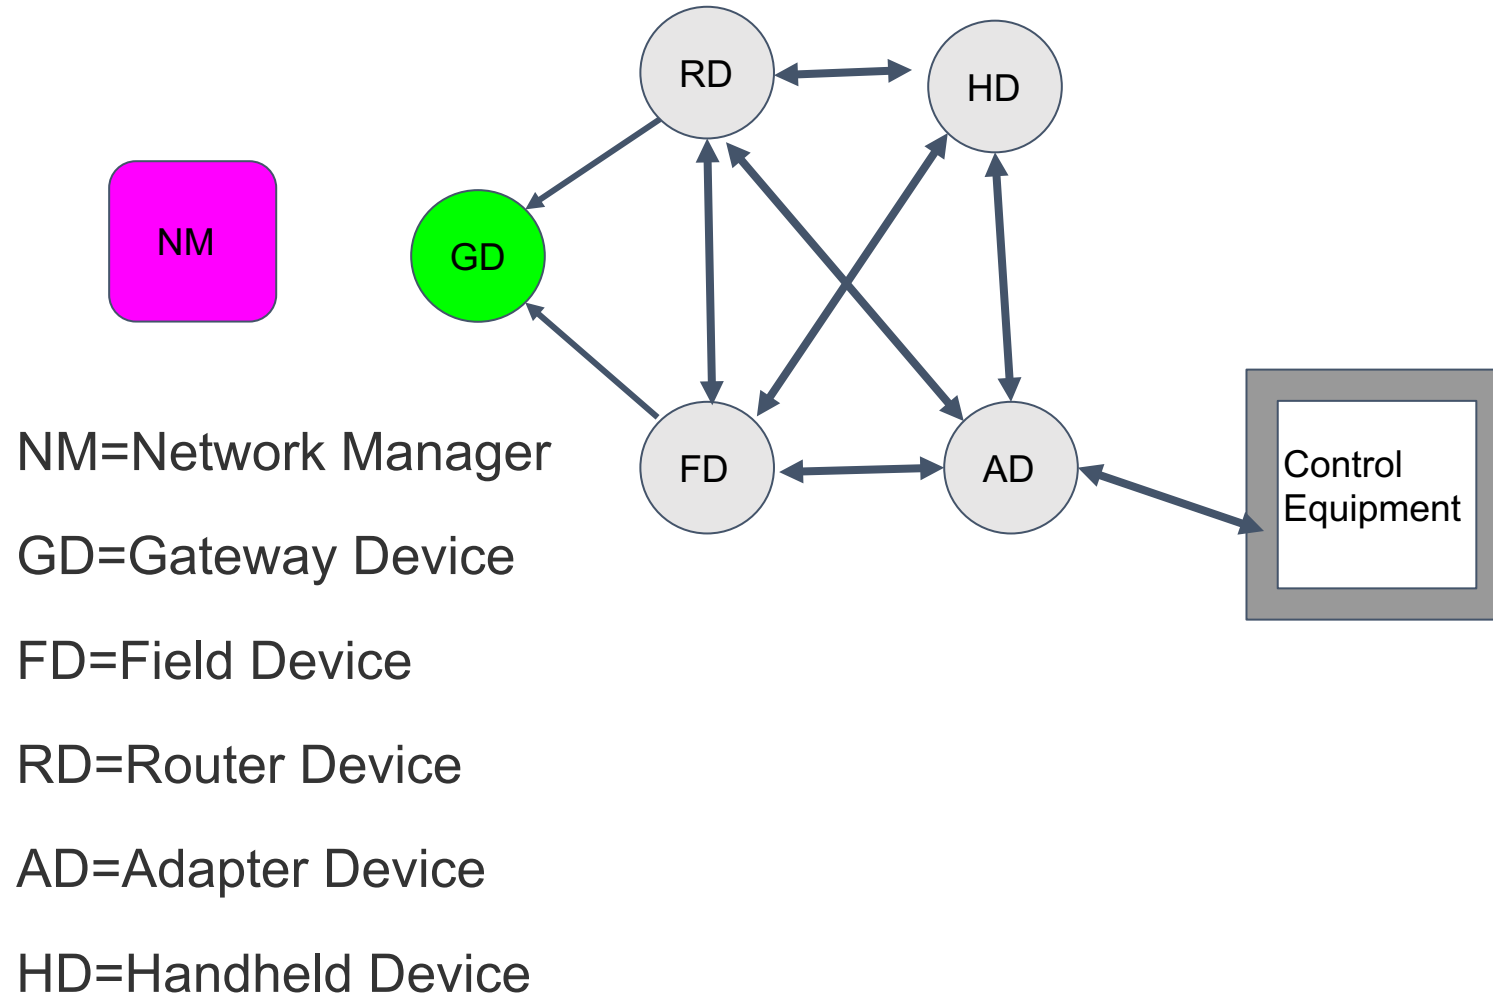 RD
HD
NM
GD
FD
AD
Control
Equipment
NM=Network Manager
GD=Gateway Device
FD=Field Device
RD=Router Device
AD=Adapter Device
HD=Handheld Device